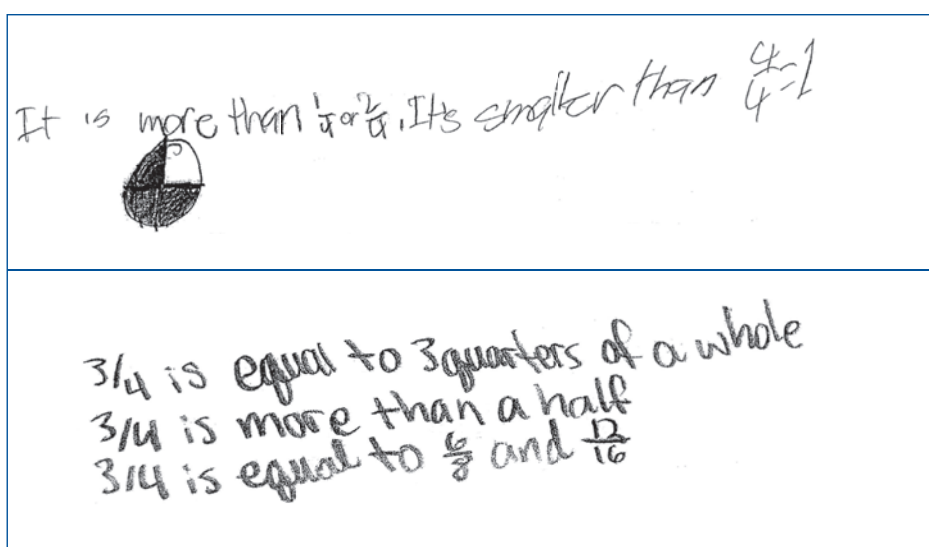 It is more than 1/4 or 2/4. It's smaller than 4/4=1
3/4 is equal to 3 quarters of a whole
3/4 is more than a half
3/4 is equal to 6/8 and 12/16